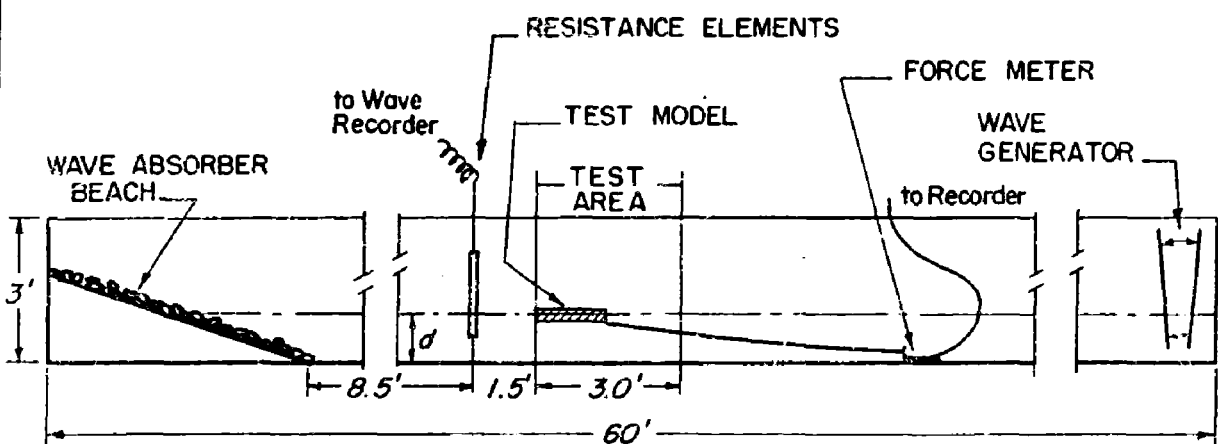 RESISTANCE ELEMENTS
FORCE METER
to Wave
Recorder
TEST MODEL
WAVE
GENERATOR
WAVE ABSORBER
BEACH
TEST
AREA
to Recorder
3'
d
8.5'
1.5'
3.0'
60'